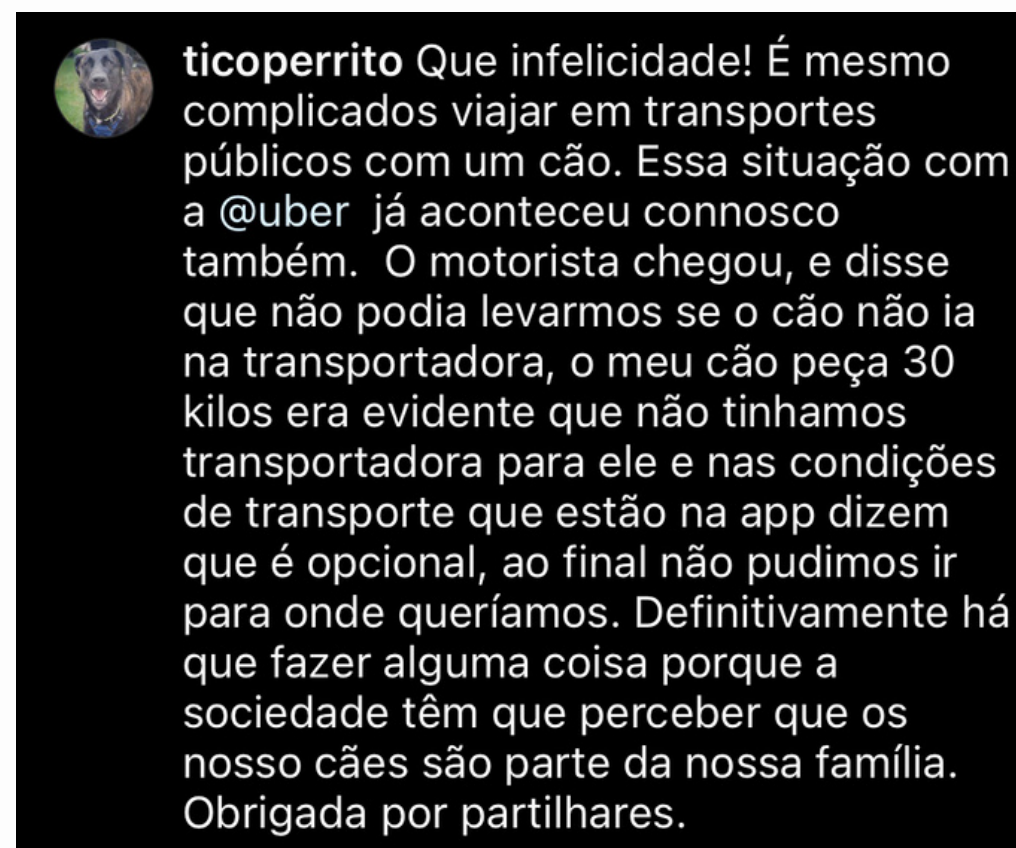 ticoperrito Que infelicidade! É mesmo
complicados viajar em transportes
públicos com um cão. Essa situação com
a @uber já aconteceu connosco
também. O motorista chegou, e disse
que não podia levarmos se o cão não ia
na transportadora, o meu cão peça 30
kilos era evidente que não tinhamos
transportadora para ele e nas condições
de transporte que estão na app dizem
que é opcional, ao final não pudimos ir
para onde queríamos. Definitivamente há
que fazer alguma coisa porque a
sociedade têm que perceber que os
nosso cães são parte da nossa família.
Obrigada por partilhares.